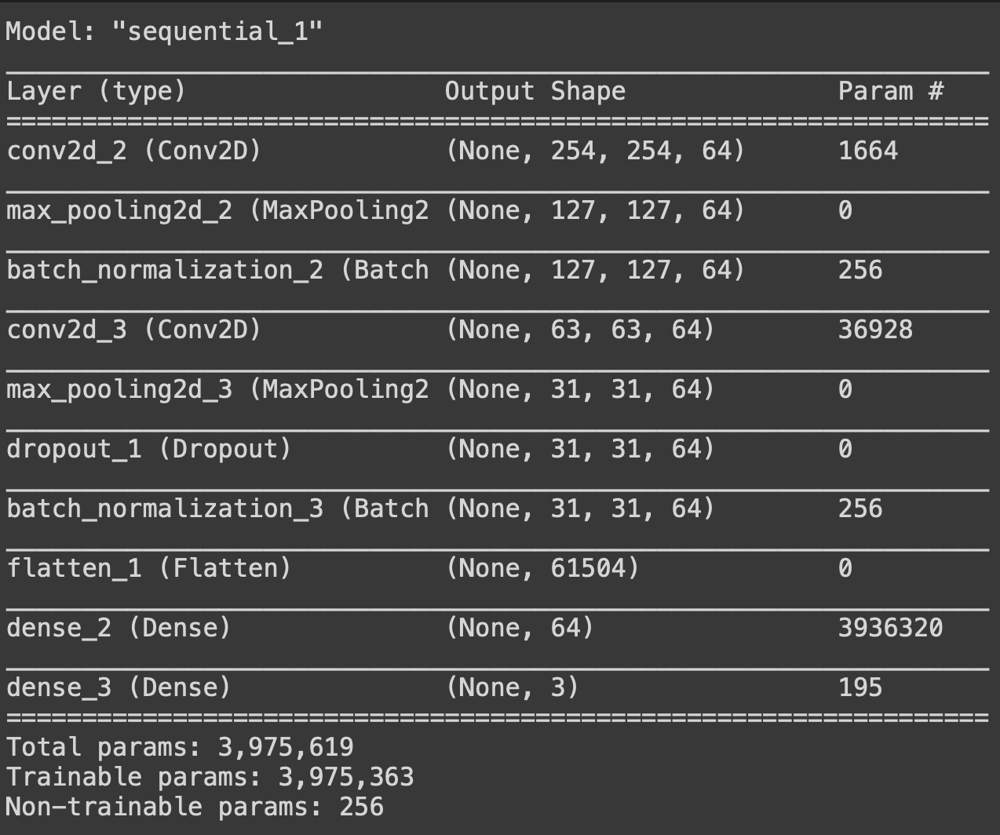 Model: "sequential_1"
_________________________________________________________________
Layer (type)                 Output Shape              Param #
=================================================================
conv2d_2 (Conv2D)            (None, 254, 254, 64)      1664
_________________________________________________________________
max_pooling2d_2 (MaxPooling2 (None, 127, 127, 64)      0
_________________________________________________________________
batch_normalization_2 (Batch (None, 127, 127, 64)      256
_________________________________________________________________
conv2d_3 (Conv2D)            (None, 63, 63, 64)        36928
_________________________________________________________________
max_pooling2d_3 (MaxPooling2 (None, 31, 31, 64)        0
_________________________________________________________________
dropout_1 (Dropout)          (None, 31, 31, 64)        0
_________________________________________________________________
batch_normalization_3 (Batch (None, 31, 31, 64)        256
_________________________________________________________________
flatten_1 (Flatten)          (None, 61504)             0
_________________________________________________________________
dense_2 (Dense)              (None, 64)                3936320
_________________________________________________________________
dense_3 (Dense)              (None, 3)                 195
=================================================================
Total params: 3,975,619
Trainable params: 3,975,363
Non-trainable params: 256